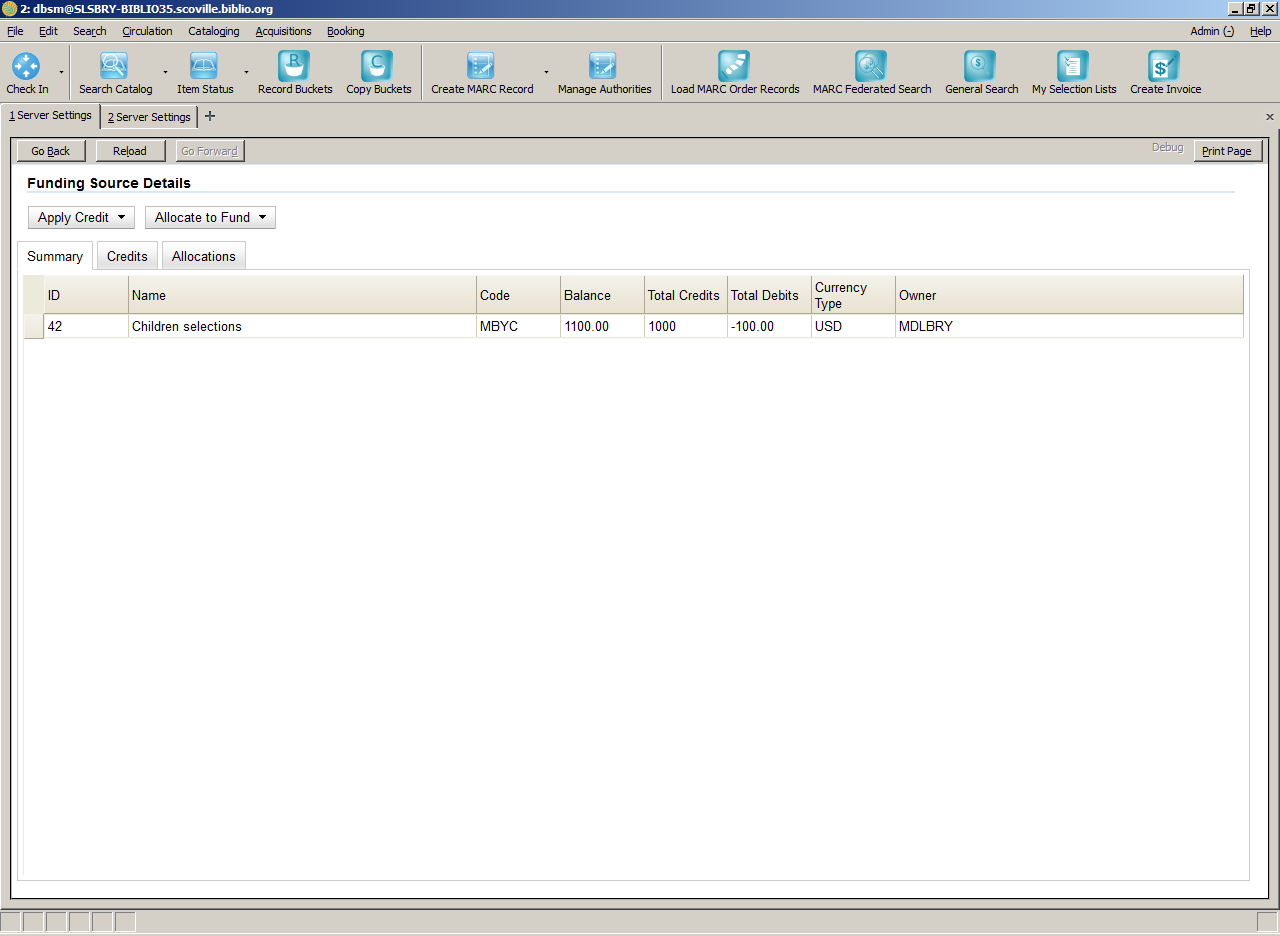 2: dbsm@SLSBRY-BIBLIO35.scoville.biblio.org
File Edit Search Circulation Cataloging Acquisitions Booking Admin (-) Help
Check In Search Catalog Item Status Record Buckets Copy Buckets Create MARC Record Manage Authorities Load MARC Order Records MARC Federated Search General Search My Selection Lists Create Invoice
1 Server Settings 2 Server Settings
Go Back Reload Go Forward Debug Print Page
Funding Source Details
Apply Credit Allocate to Fund
Summary Credits Allocations
ID Name Code Balance Total Credits Total Debits Currency Type Owner
42 Children selections MBYC 1100.00 1000 -100.00 USD MDLBRY